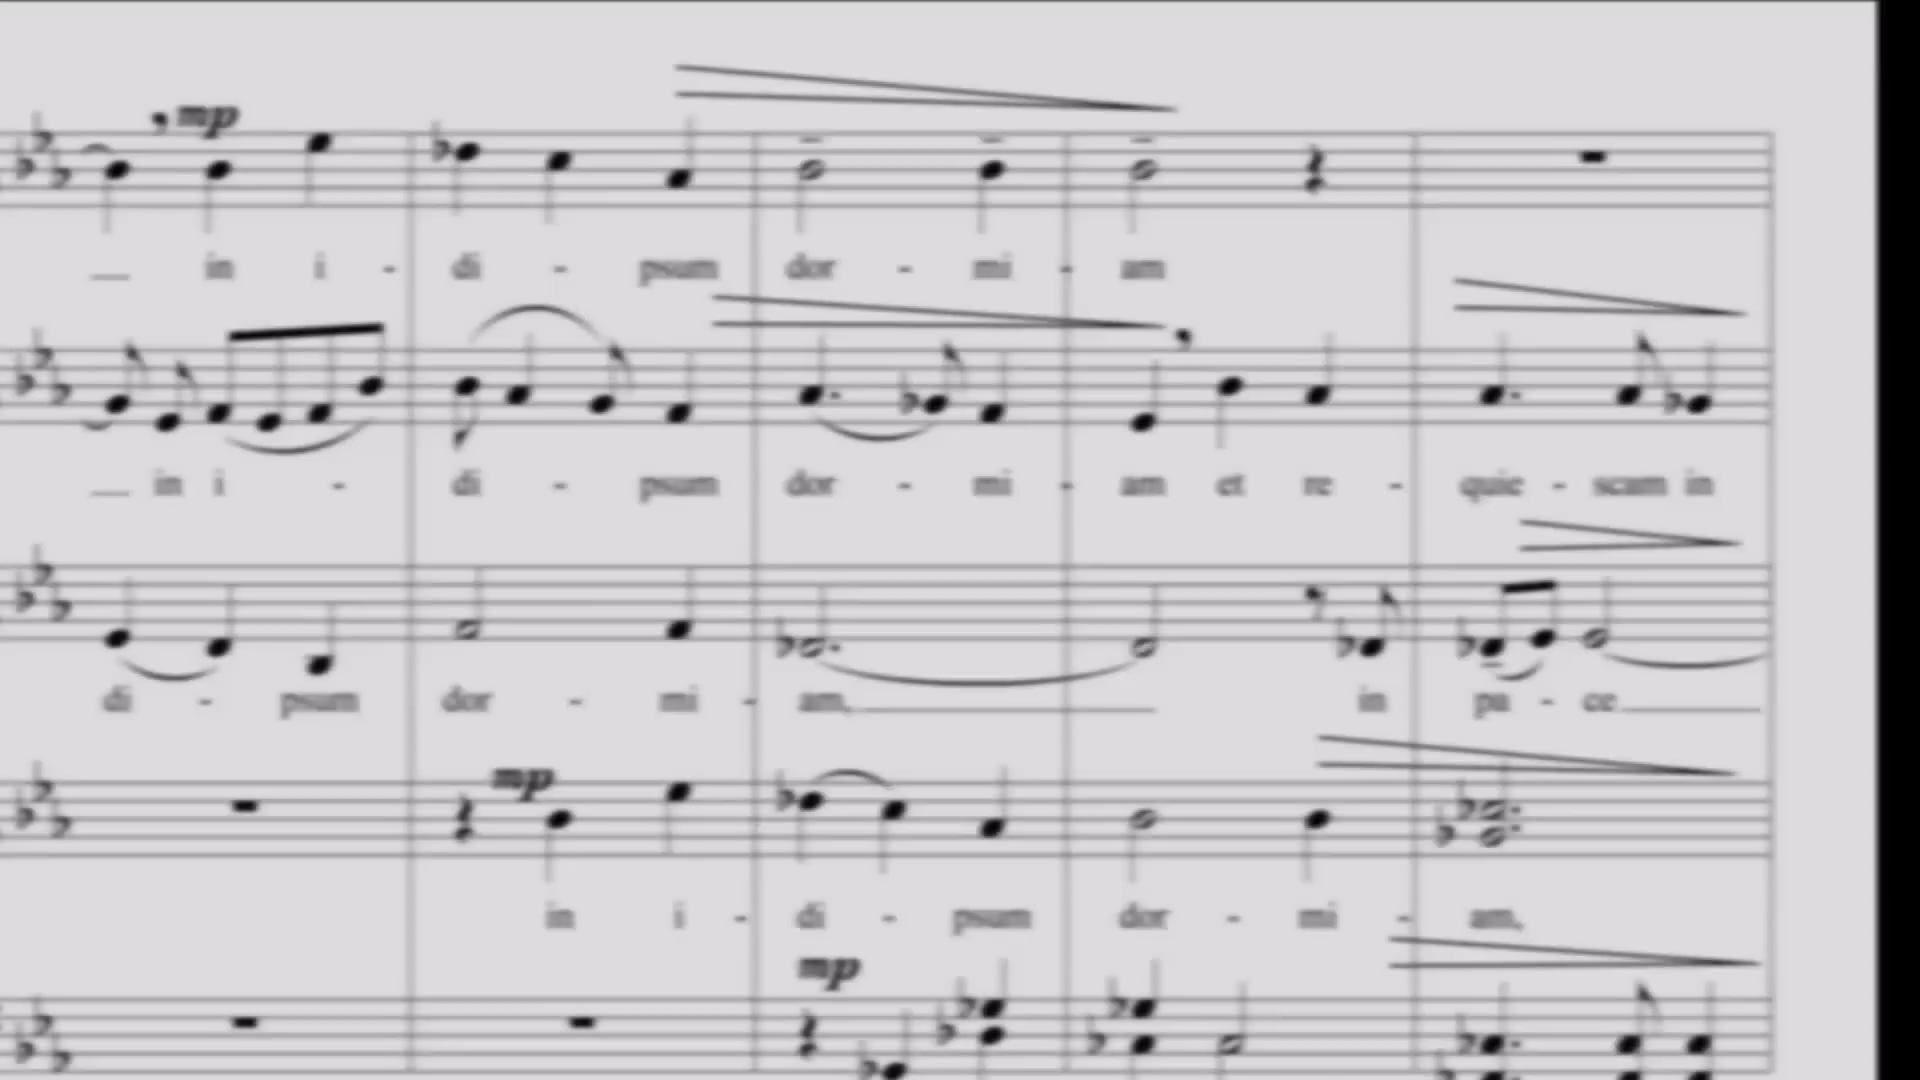 mp
in i - di - psum dor - mi - am
in i - di - psum dor - mi - am et re - quie - scam in
di - psum dor - mi - am, in pa - ce
mp
in i - di - psum dor - mi - am,
mp